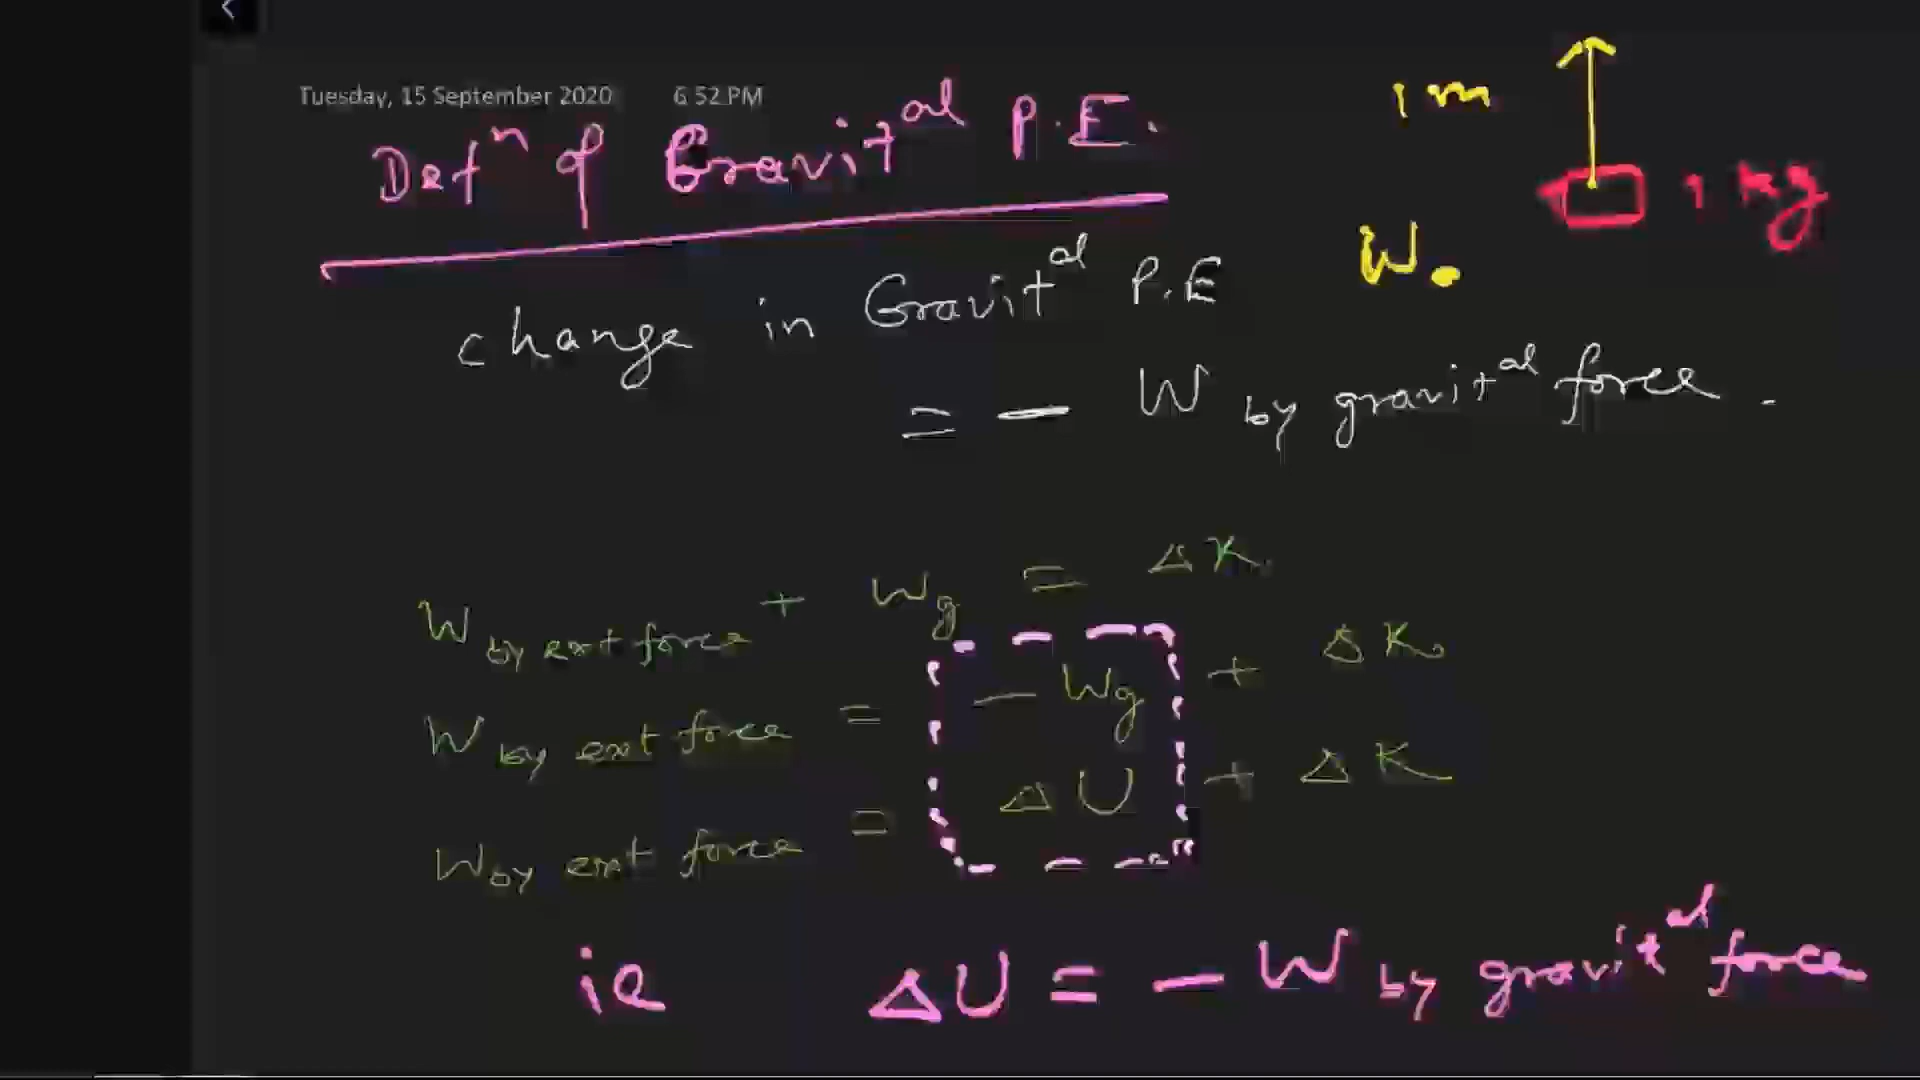 Tuesday, 15 September 2020 6:52 PM
Defⁿ of Gravitᵃˡ P.E.
1 m
1 kg
W.
change in Gravitᵃˡ P.E
= - W by gravitᵃˡ force.
W by ext force + Wg = ΔK.
W by ext force = - Wg + ΔK.
W by ext force = ΔU + ΔK
ie ΔU = - W by gravitᵃˡ force